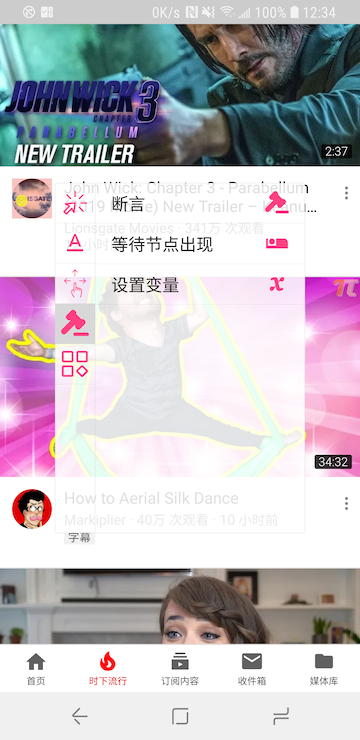 0K/s 100% 12:34
JOHN WICK 3
CHAPTER
PARABELLUM
NEW TRAILER
2:37
John Wick: Chapter 3 - Parabellum
New Trailer –
断言
Lionsgate Movies · 341万 次观看
小时
等待节点出现
设置变量
34:32
How to Aerial Silk Dance
Markiplier · 40万 次观看 · 10 小时前
字幕
首页 时下流行 订阅内容 收件箱 媒体库